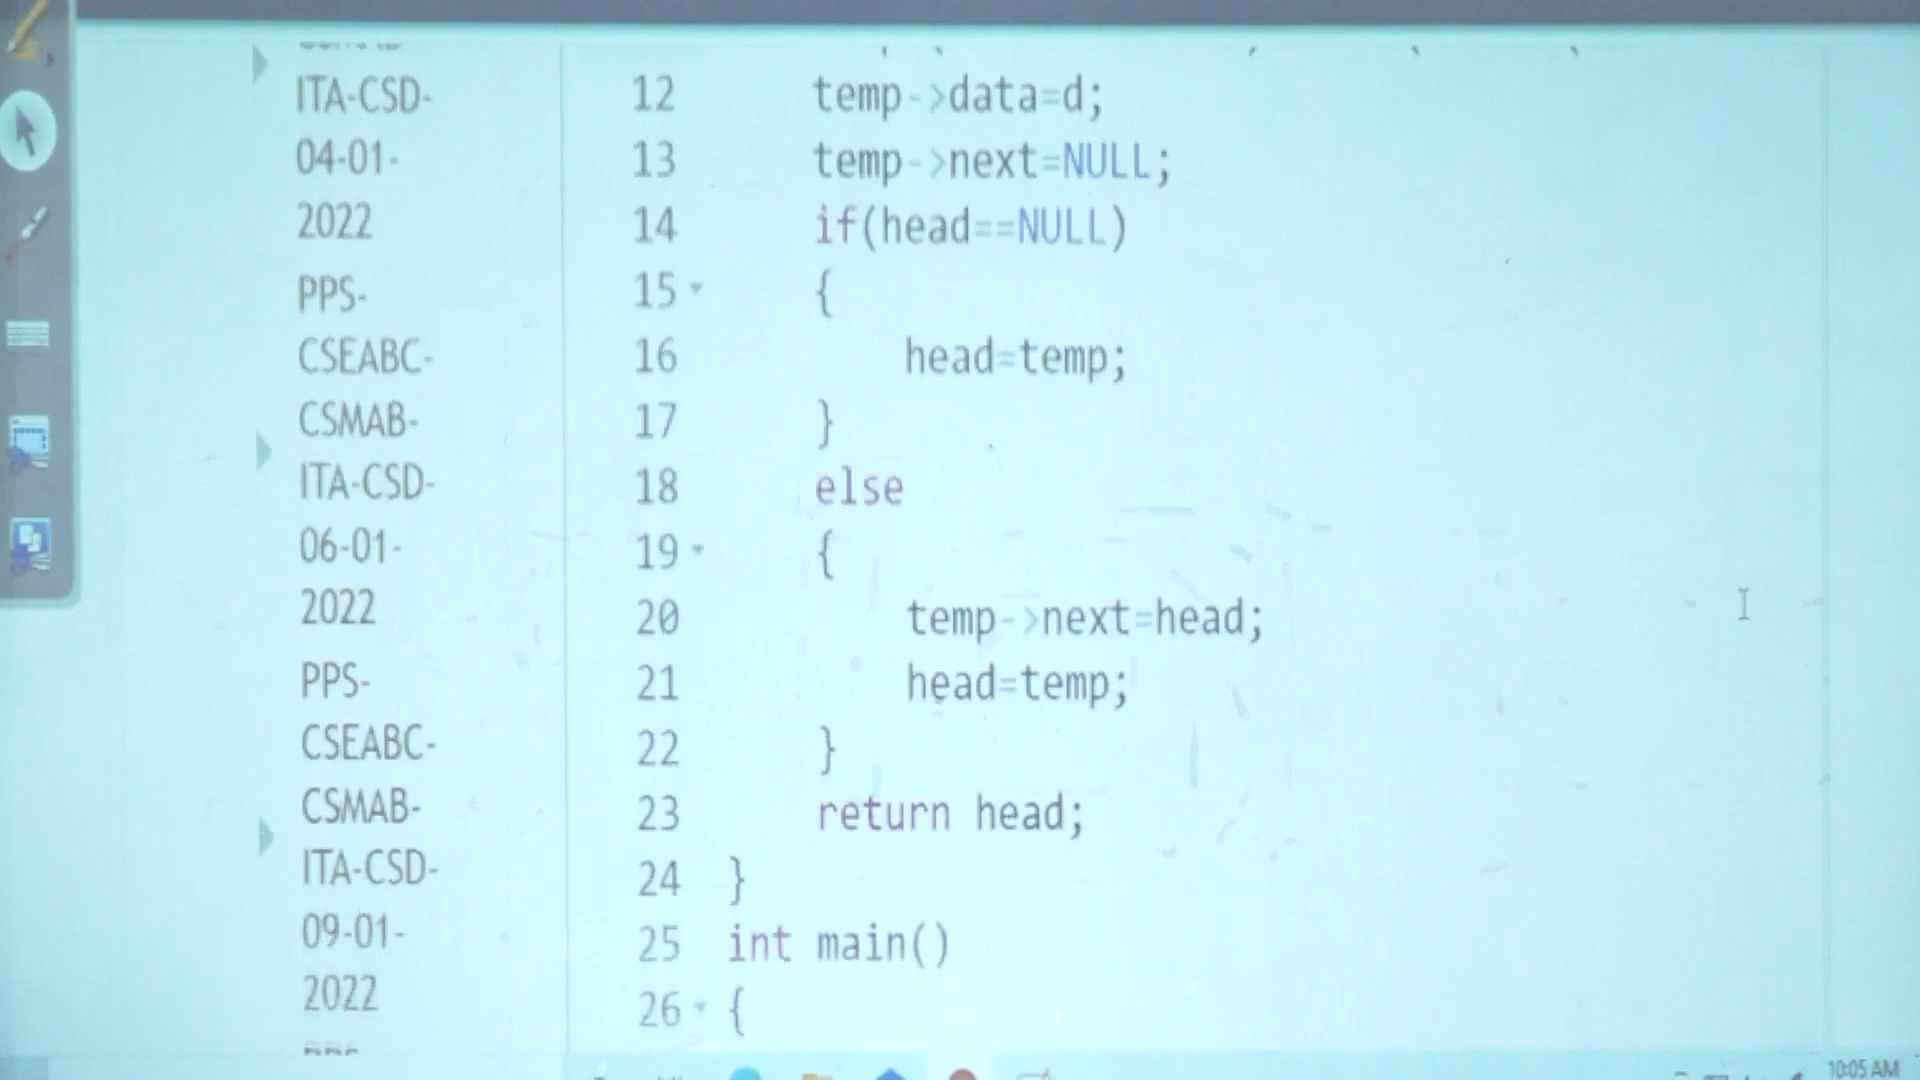 ITA-CSD-
04-01-
2022
PPS-
CSEABC-
CSMAB-
ITA-CSD-
06-01-
2022
PPS-
CSEABC-
CSMAB-
ITA-CSD-
09-01-
2022
12 temp->data=d;
13 temp->next=NULL;
14 if(head==NULL)
15 {
16 head=temp;
17 }
18 else
19 {
20 temp->next=head;
21 head=temp;
22 }
23 return head;
24 }
25 int main()
26 {
10:05 AM